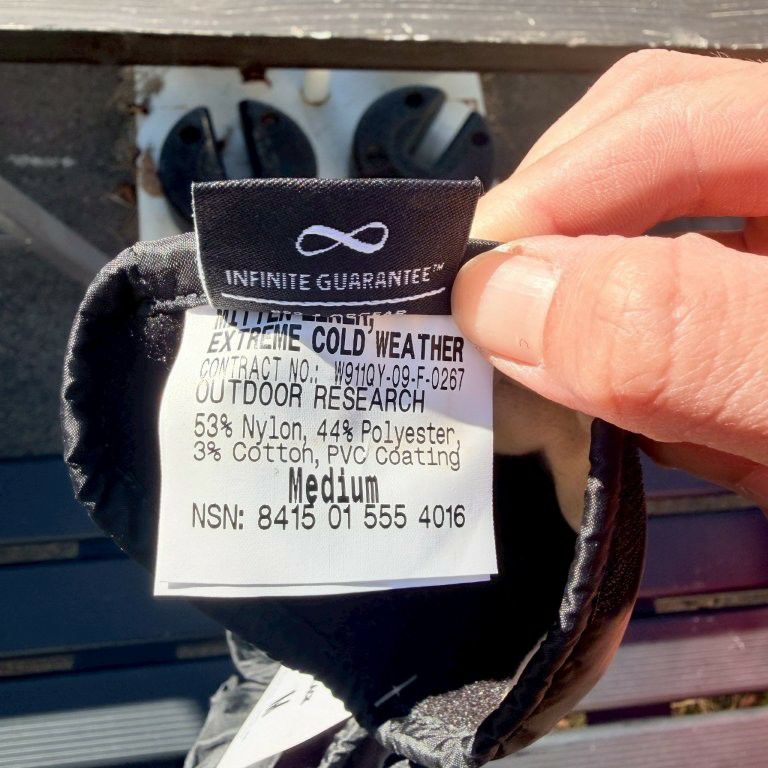 INFINITE GUARANTEE™
EXTREME COLD WEATHER
CONTRACT NO.: W911QY-09-F-0267
OUTDOOR RESEARCH
53% Nylon, 44% Polyester,
3% Cotton, PVC Coating
Medium
NSN: 8415 01 555 4016